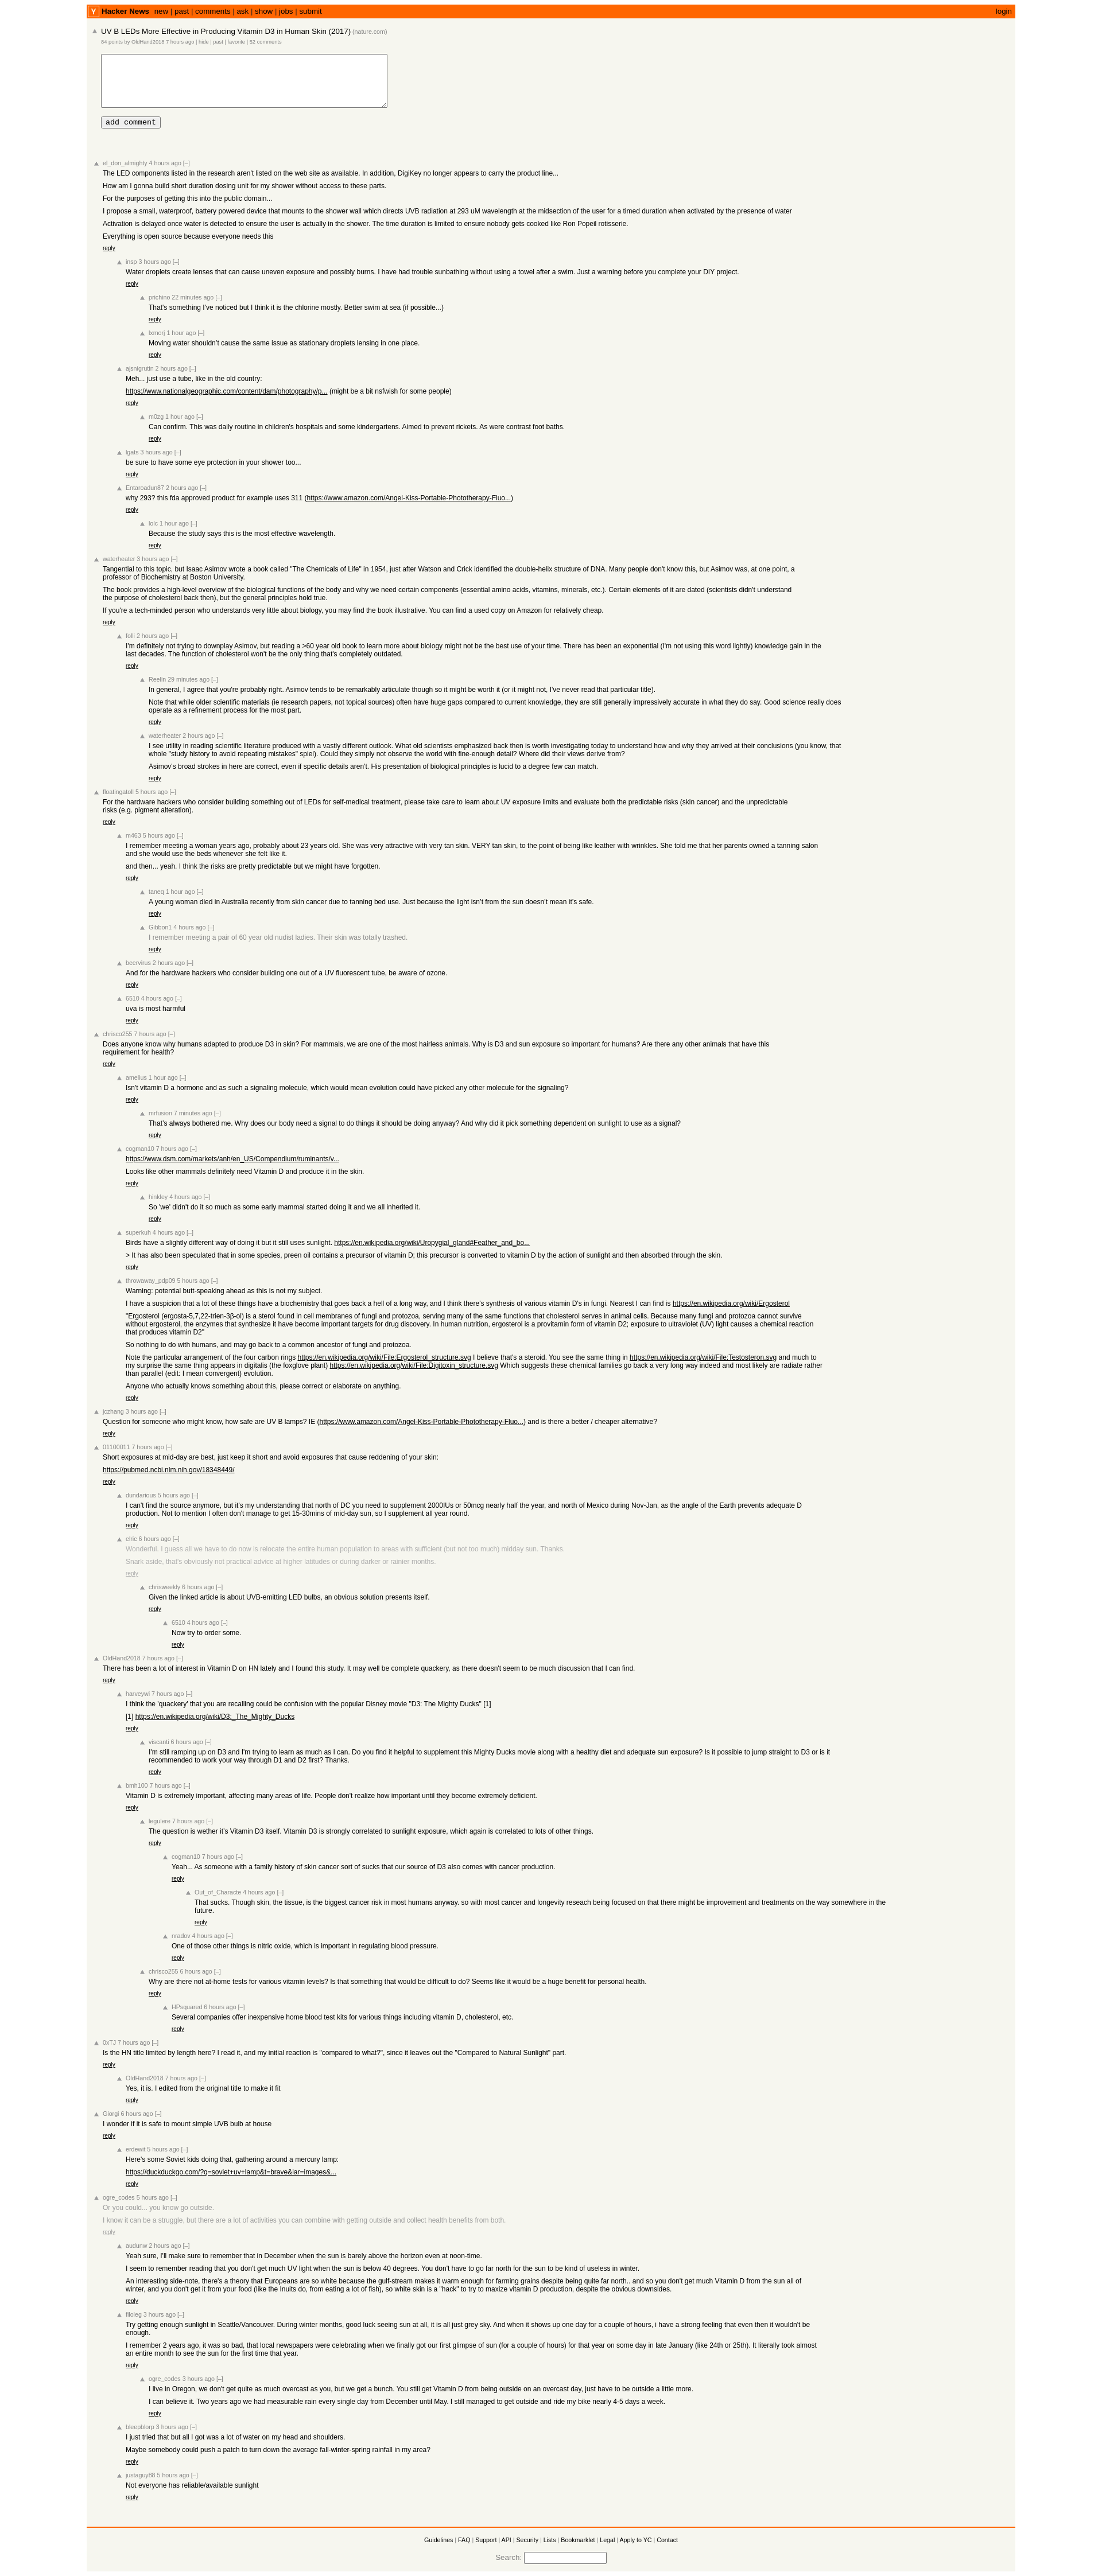 Y Hacker News new | past | comments | ask | show | jobs | submit login
UV B LEDs More Effective in Producing Vitamin D3 in Human Skin (2017) (nature.com)
84 points by OldHand2018 7 hours ago | hide | past | favorite | 52 comments
add comment
el_don_almighty 4 hours ago [–]
The LED components listed in the research aren't listed on the web site as available. In addition, DigiKey no longer appears to carry the product line...
How am I gonna build short duration dosing unit for my shower without access to these parts.
For the purposes of getting this into the public domain...
I propose a small, waterproof, battery powered device that mounts to the shower wall which directs UVB radiation at 293 uM wavelength at the midsection of the user for a timed duration when activated by the presence of water
Activation is delayed once water is detected to ensure the user is actually in the shower. The time duration is limited to ensure nobody gets cooked like Ron Popeil rotisserie.
Everything is open source because everyone needs this
reply
insp 3 hours ago [–]
Water droplets create lenses that can cause uneven exposure and possibly burns. I have had trouble sunbathing without using a towel after a swim. Just a warning before you complete your DIY project.
reply
prichino 22 minutes ago [–]
That's something I've noticed but I think it is the chlorine mostly. Better swim at sea (if possible...)
reply
lxmorj 1 hour ago [–]
Moving water shouldn't cause the same issue as stationary droplets lensing in one place.
reply
ajsnigrutin 2 hours ago [–]
Meh... just use a tube, like in the old country:
https://www.nationalgeographic.com/content/dam/photography/p... (might be a bit nsfwish for some people)
reply
m0zg 1 hour ago [–]
Can confirm. This was daily routine in children's hospitals and some kindergartens. Aimed to prevent rickets. As were contrast foot baths.
reply
lgats 3 hours ago [–]
be sure to have some eye protection in your shower too...
reply
Entaroadun87 2 hours ago [–]
why 293? this fda approved product for example uses 311 (https://www.amazon.com/Angel-Kiss-Portable-Phototherapy-Fluo...)
reply
lolc 1 hour ago [–]
Because the study says this is the most effective wavelength.
reply
waterheater 3 hours ago [–]
Tangential to this topic, but Isaac Asimov wrote a book called "The Chemicals of Life" in 1954, just after Watson and Crick identified the double-helix structure of DNA. Many people don't know this, but Asimov was, at one point, a
professor of Biochemistry at Boston University.
The book provides a high-level overview of the biological functions of the body and why we need certain components (essential amino acids, vitamins, minerals, etc.). Certain elements of it are dated (scientists didn't understand
the purpose of cholesterol back then), but the general principles hold true.
If you're a tech-minded person who understands very little about biology, you may find the book illustrative. You can find a used copy on Amazon for relatively cheap.
reply
folli 2 hours ago [–]
I'm definitely not trying to downplay Asimov, but reading a >60 year old book to learn more about biology might not be the best use of your time. There has been an exponential (I'm not using this word lightly) knowledge gain in the
last decades. The function of cholesterol won't be the only thing that's completely outdated.
reply
Reelin 29 minutes ago [–]
In general, I agree that you're probably right. Asimov tends to be remarkably articulate though so it might be worth it (or it might not, I've never read that particular title).
Note that while older scientific materials (ie research papers, not topical sources) often have huge gaps compared to current knowledge, they are still generally impressively accurate in what they do say. Good science really does
operate as a refinement process for the most part.
reply
waterheater 2 hours ago [–]
I see utility in reading scientific literature produced with a vastly different outlook. What old scientists emphasized back then is worth investigating today to understand how and why they arrived at their conclusions (you know, that
whole "study history to avoid repeating mistakes" spiel). Could they simply not observe the world with fine-enough detail? Where did their views derive from?
Asimov's broad strokes in here are correct, even if specific details aren't. His presentation of biological principles is lucid to a degree few can match.
reply
floatingatoll 5 hours ago [–]
For the hardware hackers who consider building something out of LEDs for self-medical treatment, please take care to learn about UV exposure limits and evaluate both the predictable risks (skin cancer) and the unpredictable
risks (e.g. pigment alteration).
reply
m463 5 hours ago [–]
I remember meeting a woman years ago, probably about 23 years old. She was very attractive with very tan skin. VERY tan skin, to the point of being like leather with wrinkles. She told me that her parents owned a tanning salon
and she would use the beds whenever she felt like it.
and then... yeah. I think the risks are pretty predictable but we might have forgotten.
reply
taneq 1 hour ago [–]
A young woman died in Australia recently from skin cancer due to tanning bed use. Just because the light isn't from the sun doesn't mean it's safe.
reply
Gibbon1 4 hours ago [–]
I remember meeting a pair of 60 year old nudist ladies. Their skin was totally trashed.
reply
beervirus 2 hours ago [–]
And for the hardware hackers who consider building one out of a UV fluorescent tube, be aware of ozone.
reply
6510 4 hours ago [–]
uva is most harmful
reply
chrisco255 7 hours ago [–]
Does anyone know why humans adapted to produce D3 in skin? For mammals, we are one of the most hairless animals. Why is D3 and sun exposure so important for humans? Are there any other animals that have this
requirement for health?
reply
amelius 1 hour ago [–]
Isn't vitamin D a hormone and as such a signaling molecule, which would mean evolution could have picked any other molecule for the signaling?
reply
mrfusion 7 minutes ago [–]
That's always bothered me. Why does our body need a signal to do things it should be doing anyway? And why did it pick something dependent on sunlight to use as a signal?
reply
cogman10 7 hours ago [–]
https://www.dsm.com/markets/anh/en_US/Compendium/ruminants/v...
Looks like other mammals definitely need Vitamin D and produce it in the skin.
reply
hinkley 4 hours ago [–]
So 'we' didn't do it so much as some early mammal started doing it and we all inherited it.
reply
superkuh 4 hours ago [–]
Birds have a slightly different way of doing it but it still uses sunlight. https://en.wikipedia.org/wiki/Uropygial_gland#Feather_and_bo...
> It has also been speculated that in some species, preen oil contains a precursor of vitamin D; this precursor is converted to vitamin D by the action of sunlight and then absorbed through the skin.
reply
throwaway_pdp09 5 hours ago [–]
Warning: potential butt-speaking ahead as this is not my subject.
I have a suspicion that a lot of these things have a biochemistry that goes back a hell of a long way, and I think there's synthesis of various vitamin D's in fungi. Nearest I can find is https://en.wikipedia.org/wiki/Ergosterol
"Ergosterol (ergosta-5,7,22-trien-3β-ol) is a sterol found in cell membranes of fungi and protozoa, serving many of the same functions that cholesterol serves in animal cells. Because many fungi and protozoa cannot survive
without ergosterol, the enzymes that synthesize it have become important targets for drug discovery. In human nutrition, ergosterol is a provitamin form of vitamin D2; exposure to ultraviolet (UV) light causes a chemical reaction
that produces vitamin D2"
So nothing to do with humans, and may go back to a common ancestor of fungi and protozoa.
Note the particular arrangement of the four carbon rings https://en.wikipedia.org/wiki/File:Ergosterol_structure.svg I believe that's a steroid. You see the same thing in https://en.wikipedia.org/wiki/File:Testosteron.svg and much to
my surprise the same thing appears in digitalis (the foxglove plant) https://en.wikipedia.org/wiki/File:Digitoxin_structure.svg Which suggests these chemical families go back a very long way indeed and most likely are radiate rather
than parallel (edit: I mean convergent) evolution.
Anyone who actually knows something about this, please correct or elaborate on anything.
reply
jczhang 3 hours ago [–]
Question for someone who might know, how safe are UV B lamps? IE (https://www.amazon.com/Angel-Kiss-Portable-Phototherapy-Fluo...) and is there a better / cheaper alternative?
reply
01100011 7 hours ago [–]
Short exposures at mid-day are best, just keep it short and avoid exposures that cause reddening of your skin:
https://pubmed.ncbi.nlm.nih.gov/18348449/
reply
dundarious 5 hours ago [–]
I can't find the source anymore, but it's my understanding that north of DC you need to supplement 2000IUs or 50mcg nearly half the year, and north of Mexico during Nov-Jan, as the angle of the Earth prevents adequate D
production. Not to mention I often don't manage to get 15-30mins of mid-day sun, so I supplement all year round.
reply
elric 6 hours ago [–]
Wonderful. I guess all we have to do now is relocate the entire human population to areas with sufficient (but not too much) midday sun. Thanks.
Snark aside, that's obviously not practical advice at higher latitudes or during darker or rainier months.
reply
chrisweekly 6 hours ago [–]
Given the linked article is about UVB-emitting LED bulbs, an obvious solution presents itself.
reply
6510 4 hours ago [–]
Now try to order some.
reply
OldHand2018 7 hours ago [–]
There has been a lot of interest in Vitamin D on HN lately and I found this study. It may well be complete quackery, as there doesn't seem to be much discussion that I can find.
reply
harveywi 7 hours ago [–]
I think the 'quackery' that you are recalling could be confusion with the popular Disney movie "D3: The Mighty Ducks" [1]
[1] https://en.wikipedia.org/wiki/D3:_The_Mighty_Ducks
reply
viscanti 6 hours ago [–]
I'm still ramping up on D3 and I'm trying to learn as much as I can. Do you find it helpful to supplement this Mighty Ducks movie along with a healthy diet and adequate sun exposure? Is it possible to jump straight to D3 or is it
recommended to work your way through D1 and D2 first? Thanks.
reply
bmh100 7 hours ago [–]
Vitamin D is extremely important, affecting many areas of life. People don't realize how important until they become extremely deficient.
reply
legulere 7 hours ago [–]
The question is wether it's Vitamin D3 itself. Vitamin D3 is strongly correlated to sunlight exposure, which again is correlated to lots of other things.
reply
cogman10 7 hours ago [–]
Yeah... As someone with a family history of skin cancer sort of sucks that our source of D3 also comes with cancer production.
reply
Out_of_Characte 4 hours ago [–]
That sucks. Though skin, the tissue, is the biggest cancer risk in most humans anyway. so with most cancer and longevity reseach being focused on that there might be improvement and treatments on the way somewhere in the
future.
reply
nradov 4 hours ago [–]
One of those other things is nitric oxide, which is important in regulating blood pressure.
reply
chrisco255 6 hours ago [–]
Why are there not at-home tests for various vitamin levels? Is that something that would be difficult to do? Seems like it would be a huge benefit for personal health.
reply
HPsquared 6 hours ago [–]
Several companies offer inexpensive home blood test kits for various things including vitamin D, cholesterol, etc.
reply
0xTJ 7 hours ago [–]
Is the HN title limited by length here? I read it, and my initial reaction is "compared to what?", since it leaves out the "Compared to Natural Sunlight" part.
reply
OldHand2018 7 hours ago [–]
Yes, it is. I edited from the original title to make it fit
reply
Giorgi 6 hours ago [–]
I wonder if it is safe to mount simple UVB bulb at house
reply
erdewit 5 hours ago [–]
Here's some Soviet kids doing that, gathering around a mercury lamp:
https://duckduckgo.com/?q=soviet+uv+lamp&t=brave&iar=images&...
reply
ogre_codes 5 hours ago [–]
Or you could... you know go outside.
I know it can be a struggle, but there are a lot of activities you can combine with getting outside and collect health benefits from both.
reply
audunw 2 hours ago [–]
Yeah sure, I'll make sure to remember that in December when the sun is barely above the horizon even at noon-time.
I seem to remember reading that you don't get much UV light when the sun is below 40 degrees. You don't have to go far north for the sun to be kind of useless in winter.
An interesting side-note, there's a theory that Europeans are so white because the gulf-stream makes it warm enough for farming grains despite being quite far north.. and so you don't get much Vitamin D from the sun all of
winter, and you don't get it from your food (like the Inuits do, from eating a lot of fish), so white skin is a "hack" to try to maxize vitamin D production, despite the obvious downsides.
reply
filoleg 3 hours ago [–]
Try getting enough sunlight in Seattle/Vancouver. During winter months, good luck seeing sun at all, it is all just grey sky. And when it shows up one day for a couple of hours, i have a strong feeling that even then it wouldn't be
enough.
I remember 2 years ago, it was so bad, that local newspapers were celebrating when we finally got our first glimpse of sun (for a couple of hours) for that year on some day in late January (like 24th or 25th). It literally took almost
an entire month to see the sun for the first time that year.
reply
ogre_codes 3 hours ago [–]
I live in Oregon, we don't get quite as much overcast as you, but we get a bunch. You still get Vitamin D from being outside on an overcast day, just have to be outside a little more.
I can believe it. Two years ago we had measurable rain every single day from December until May. I still managed to get outside and ride my bike nearly 4-5 days a week.
reply
bleepblorp 3 hours ago [–]
I just tried that but all I got was a lot of water on my head and shoulders.
Maybe somebody could push a patch to turn down the average fall-winter-spring rainfall in my area?
reply
justaguy88 5 hours ago [–]
Not everyone has reliable/available sunlight
reply
Guidelines | FAQ | Support | API | Security | Lists | Bookmarklet | Legal | Apply to YC | Contact
Search: